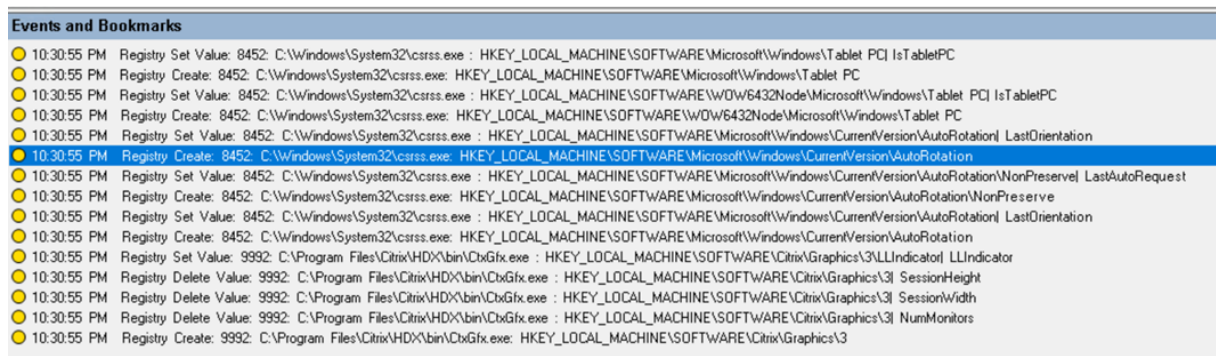 Events and Bookmarks
10:30:55 PM Registry Set Value: 8452: C:\Windows\System32\csrss.exe : HKEY_LOCAL_MACHINE\SOFTWARE\Microsoft\Windows\Tablet PC| IsTabletPC
10:30:55 PM Registry Create: 8452: C:\Windows\System32\csrss.exe: HKEY_LOCAL_MACHINE\SOFTWARE\Microsoft\Windows\Tablet PC
10:30:55 PM Registry Set Value: 8452: C:\Windows\System32\csrss.exe : HKEY_LOCAL_MACHINE\SOFTWARE\WOW6432Node\Microsoft\Windows\Tablet PC| IsTabletPC
10:30:55 PM Registry Create: 8452: C:\Windows\System32\csrss.exe: HKEY_LOCAL_MACHINE\SOFTWARE\WOW6432Node\Microsoft\Windows\Tablet PC
10:30:55 PM Registry Set Value: 8452: C:\Windows\System32\csrss.exe : HKEY_LOCAL_MACHINE\SOFTWARE\Microsoft\Windows\CurrentVersion\AutoRotation| LastOrientation
10:30:55 PM Registry Create: 8452: C:\Windows\System32\csrss.exe: HKEY_LOCAL_MACHINE\SOFTWARE\Microsoft\Windows\CurrentVersion\AutoRotation
10:30:55 PM Registry Set Value: 8452: C:\Windows\System32\csrss.exe : HKEY_LOCAL_MACHINE\SOFTWARE\Microsoft\Windows\CurrentVersion\AutoRotation\NonPreserve| LastAutoRequest
10:30:55 PM Registry Create: 8452: C:\Windows\System32\csrss.exe: HKEY_LOCAL_MACHINE\SOFTWARE\Microsoft\Windows\CurrentVersion\AutoRotation\NonPreserve
10:30:55 PM Registry Set Value: 8452: C:\Windows\System32\csrss.exe : HKEY_LOCAL_MACHINE\SOFTWARE\Microsoft\Windows\CurrentVersion\AutoRotation| LastOrientation
10:30:55 PM Registry Create: 8452: C:\Windows\System32\csrss.exe: HKEY_LOCAL_MACHINE\SOFTWARE\Microsoft\Windows\CurrentVersion\AutoRotation
10:30:55 PM Registry Set Value: 9992: C:\Program Files\Citrix\HDX\bin\CtxGfx.exe : HKEY_LOCAL_MACHINE\SOFTWARE\Citrix\Graphics\3\LLIndicator| LLIndicator
10:30:55 PM Registry Delete Value: 9992: C:\Program Files\Citrix\HDX\bin\CtxGfx.exe : HKEY_LOCAL_MACHINE\SOFTWARE\Citrix\Graphics\3| SessionHeight
10:30:55 PM Registry Delete Value: 9992: C:\Program Files\Citrix\HDX\bin\CtxGfx.exe : HKEY_LOCAL_MACHINE\SOFTWARE\Citrix\Graphics\3| SessionWidth
10:30:55 PM Registry Delete Value: 9992: C:\Program Files\Citrix\HDX\bin\CtxGfx.exe : HKEY_LOCAL_MACHINE\SOFTWARE\Citrix\Graphics\3| NumMonitors
10:30:55 PM Registry Create: 9992: C:\Program Files\Citrix\HDX\bin\CtxGfx.exe: HKEY_LOCAL_MACHINE\SOFTWARE\Citrix\Graphics\3